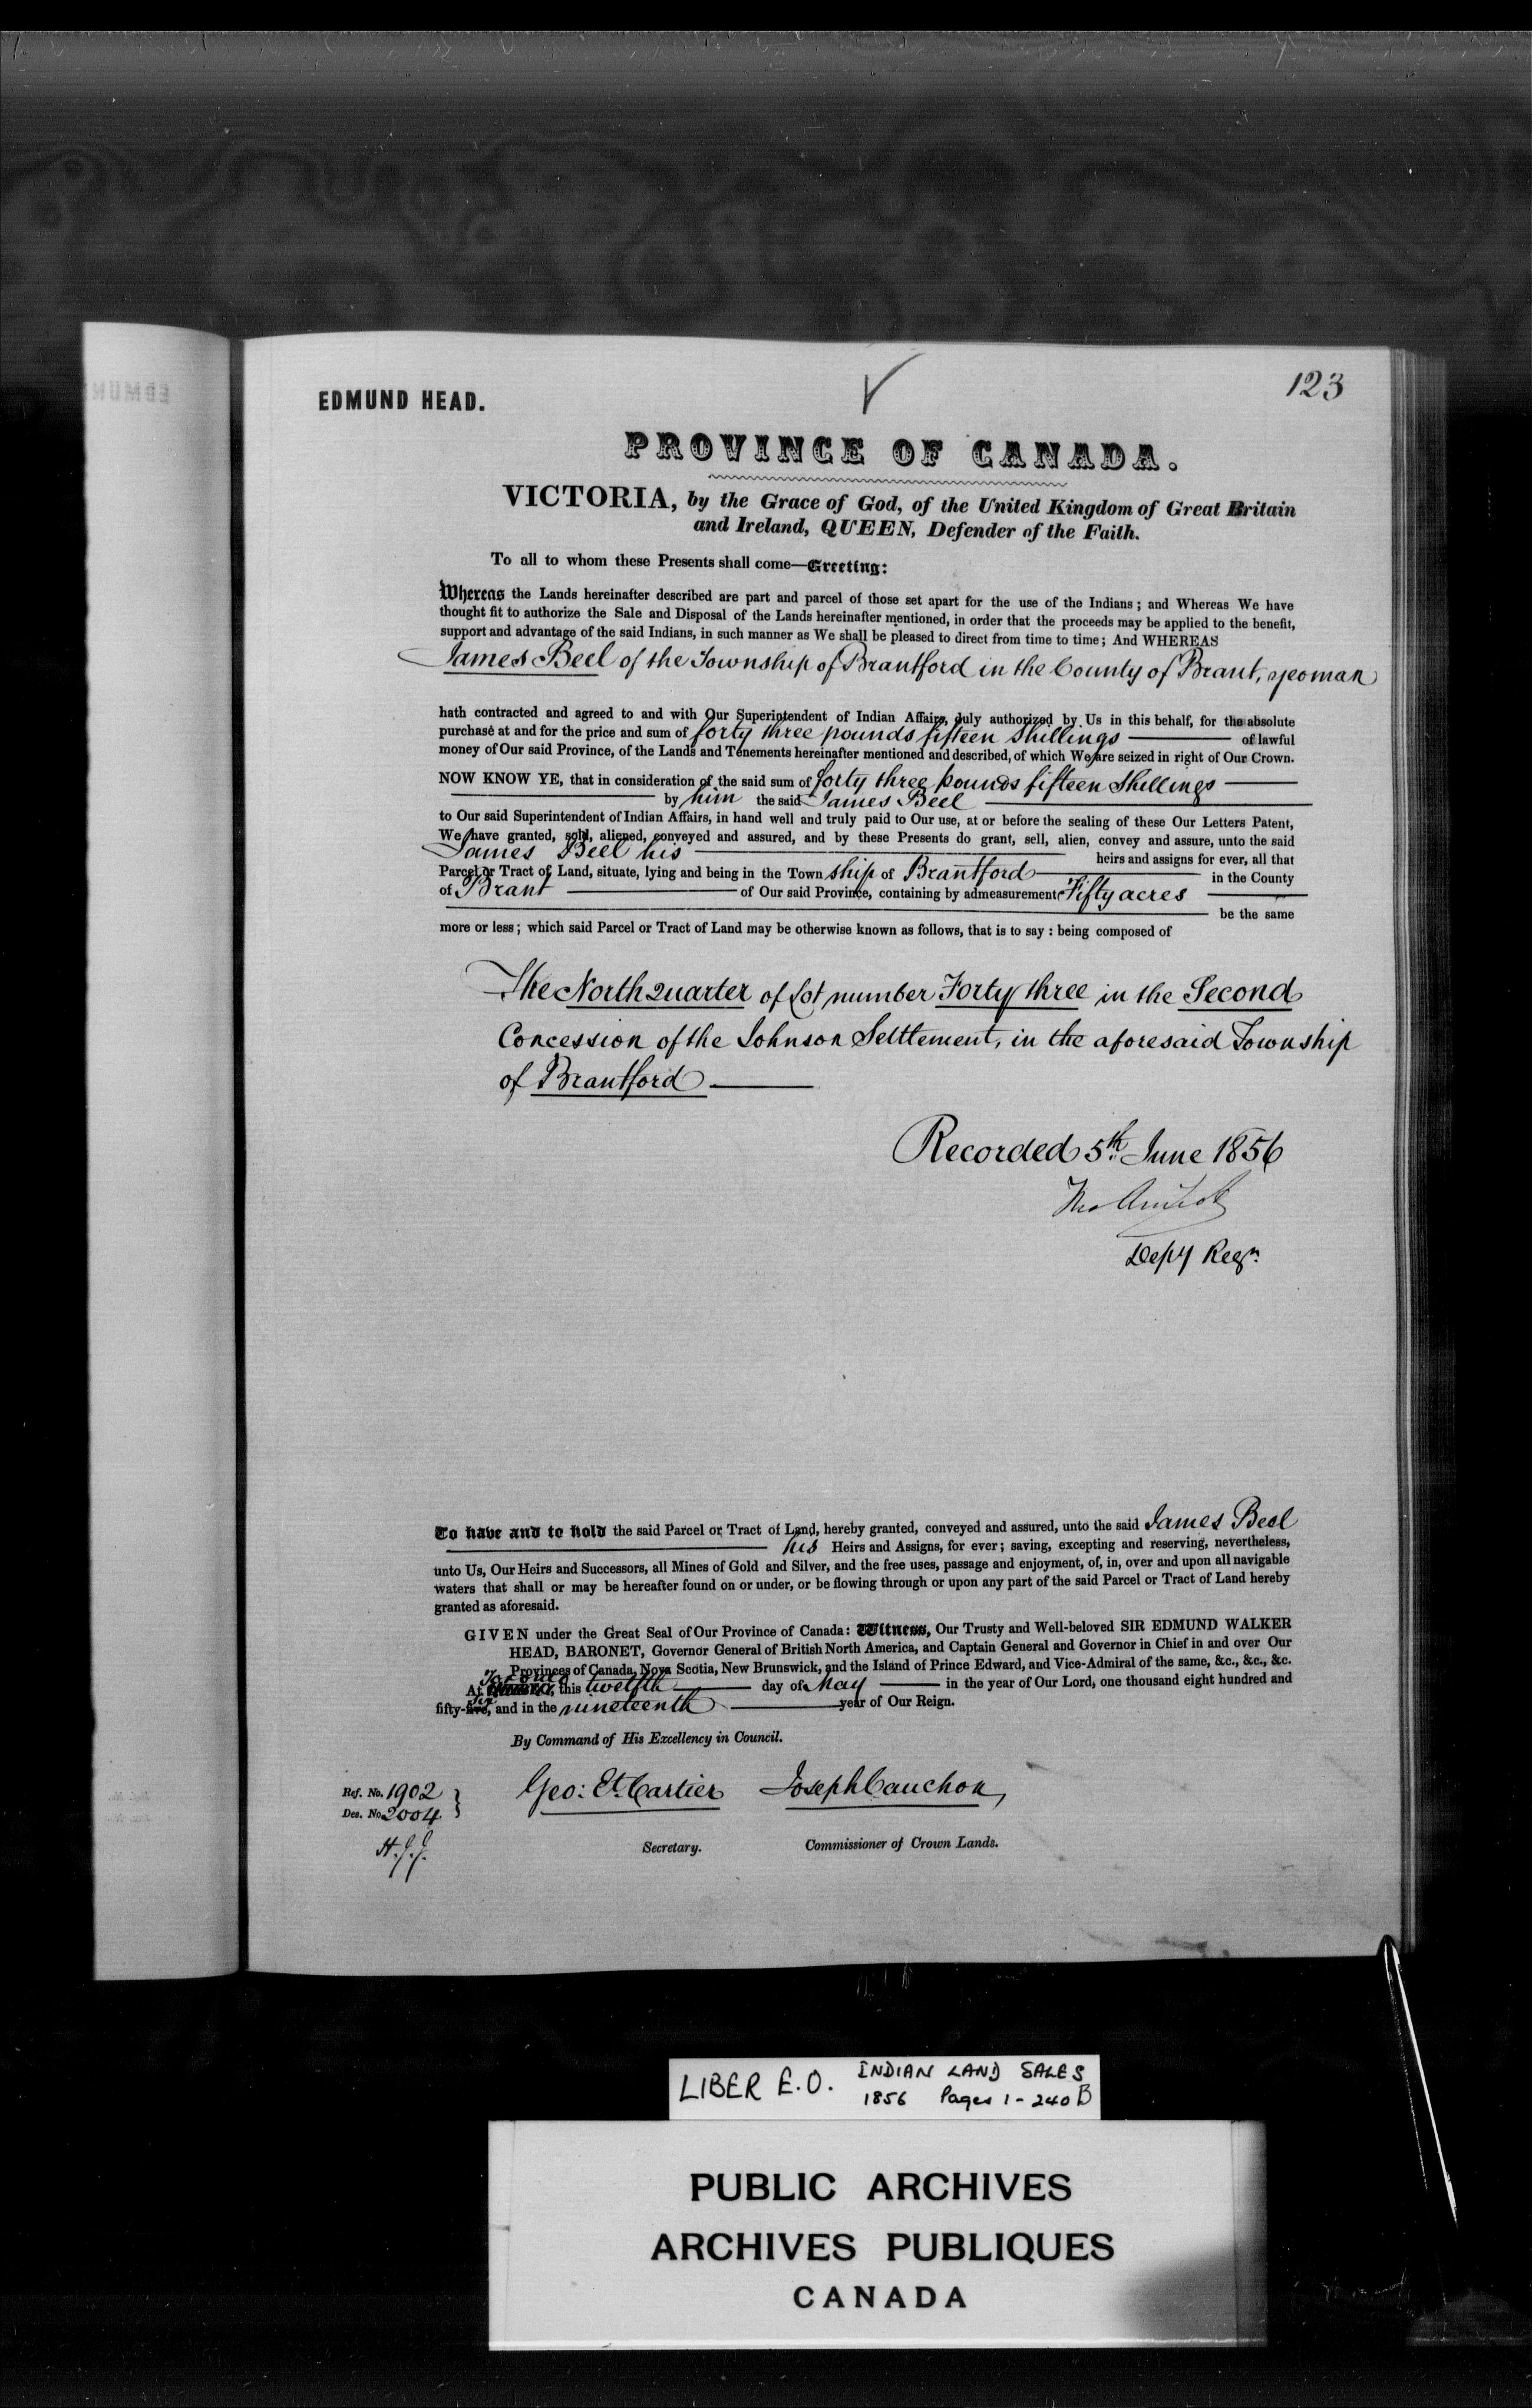 123
EDMUND HEAD.
PROVINCE OF CANADA.
VICTORIA, by the Grace of God, of the United Kingdom of Great Britain
and Ireland, QUEEN, Defender of the Faith.
To all to whom these Presents shall come—Greeting:
Whereas the Lands hereinafter described are part and parcel of those set apart for the use of the Indians; and Whereas We have
thought fit to authorize the Sale and Disposal of the Lands hereinafter mentioned, in order that the proceeds may be applied to the benefit,
support and advantage of the said Indians, in such manner as We shall be pleased to direct from time to time; And WHEREAS
James Beel of the Township of Brantford in the County of Brant, yeoman
hath contracted and agreed to and with Our Superintendent of Indian Affairs, duly authorized by Us in this behalf, for the absolute
purchase at and for the price and sum of forty three pounds fifteen shillings of lawful
money of Our said Province, of the Lands and Tenements hereinafter mentioned and described, of which We are seized in right of Our Crown.
NOW KNOW YE, that in consideration of the said sum of forty three pounds fifteen Shillings
by him the said James Beel
to Our said Superintendent of Indian Affairs, in hand well and truly paid to Our use, at or before the sealing of these Our Letters Patent,
We have granted, sold, aliened, conveyed and assured, and by these Presents do grant, sell, alien, convey and assure, unto the said
James Beel his heirs and assigns for ever, all that
Parcel or Tract of Land, situate, lying and being in the Town ship of Brantford in the County
of Brant of Our said Province, containing by admeasurement Fifty acres
be the same
more or less; which said Parcel or Tract of Land may be otherwise known as follows, that is to say: being composed of
The North quarter of Lot number Forty three in the Second
Concession of the Johnson Settlement, in the aforesaid Township
of Brantford
Recorded 5th June 1856
Depy Regr
To have and to hold the said Parcel or Tract of Land, hereby granted, conveyed and assured, unto the said James Beel
his Heirs and Assigns, for ever; saving, excepting and reserving, nevertheless,
unto Us, Our Heirs and Successors, all Mines of Gold and Silver, and the free uses, passage and enjoyment, of, in, over and upon all navigable
waters that shall or may be hereafter found on or under, or be flowing through or upon any part of the said Parcel or Tract of Land hereby
granted as aforesaid.
GIVEN under the Great Seal of Our Province of Canada: Witness, Our Trusty and Well-beloved SIR EDMUND WALKER
HEAD, BARONET, Governor General of British North America, and Captain General and Governor in Chief in and over Our
Provinces of Canada, Nova Scotia, New Brunswick, and the Island of Prince Edward, and Vice-Admiral of the same, &c., &c., &c.
At Toronto, this twelfth day of May in the year of Our Lord, one thousand eight hundred and
fifty-six, and in the nineteenth year of Our Reign.
By Command of His Excellency in Council.
Ref. No. 1902
Des. No. 2004
H.J.J.
Geo: Et. Cartier Joseph Cauchon,
Secretary. Commissioner of Crown Lands.
LIBER E.O. INDIAN LAND SALES
1856 Pages 1-240B
PUBLIC ARCHIVES
ARCHIVES PUBLIQUES
CANADA